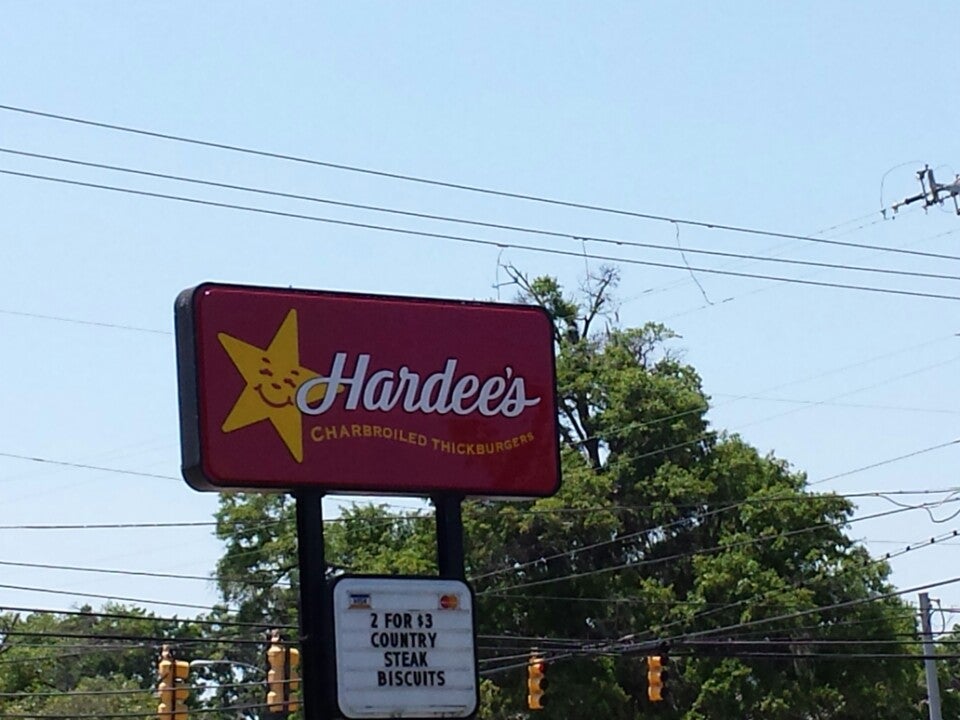 Hardee's
CHARBROILED THICKBURGERS
2 FOR $3
COUNTRY
STEAK
BISCUITS